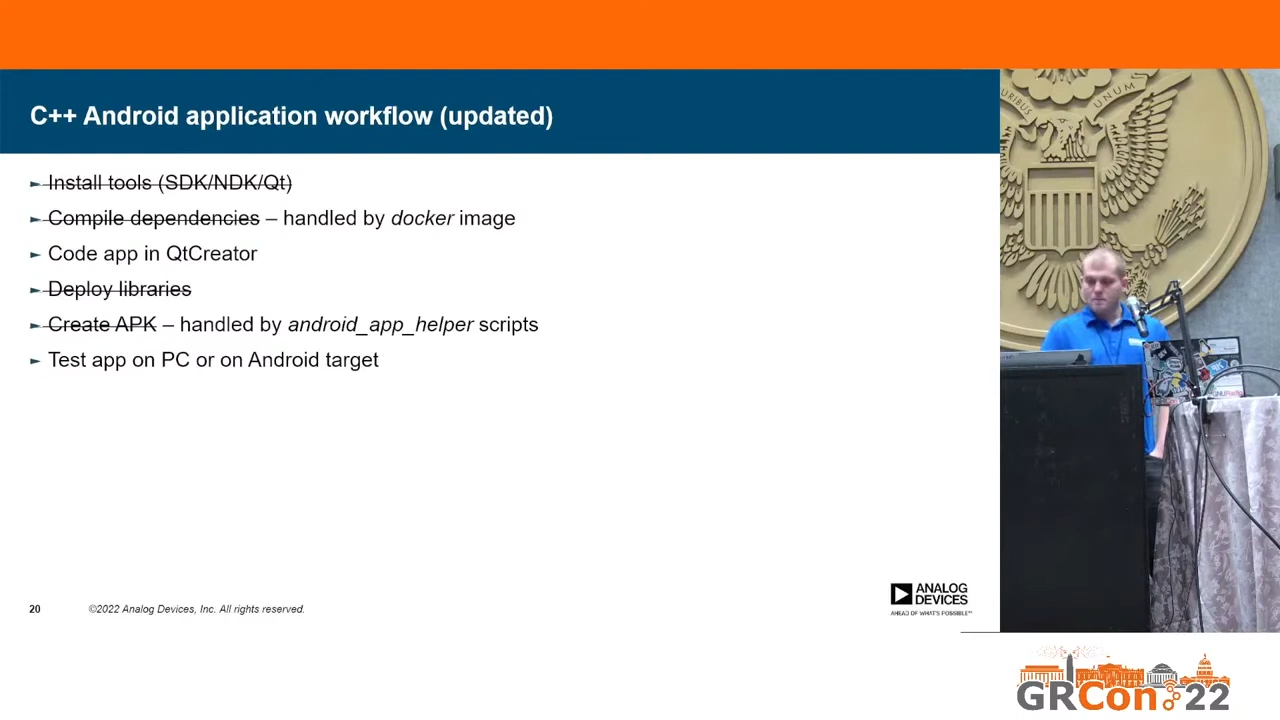 C++ Android application workflow (updated)
Install tools (SDK/NDK/Qt)
Compile dependencies – handled by docker image
Code app in QtCreator
Deploy libraries
Create APK – handled by android_app_helper scripts
Test app on PC or on Android target
20
©2022 Analog Devices, Inc. All rights reserved.
ANALOG
DEVICES
AHEAD OF WHAT'S POSSIBLE™
URIBUS
UNUM
GRCon 22